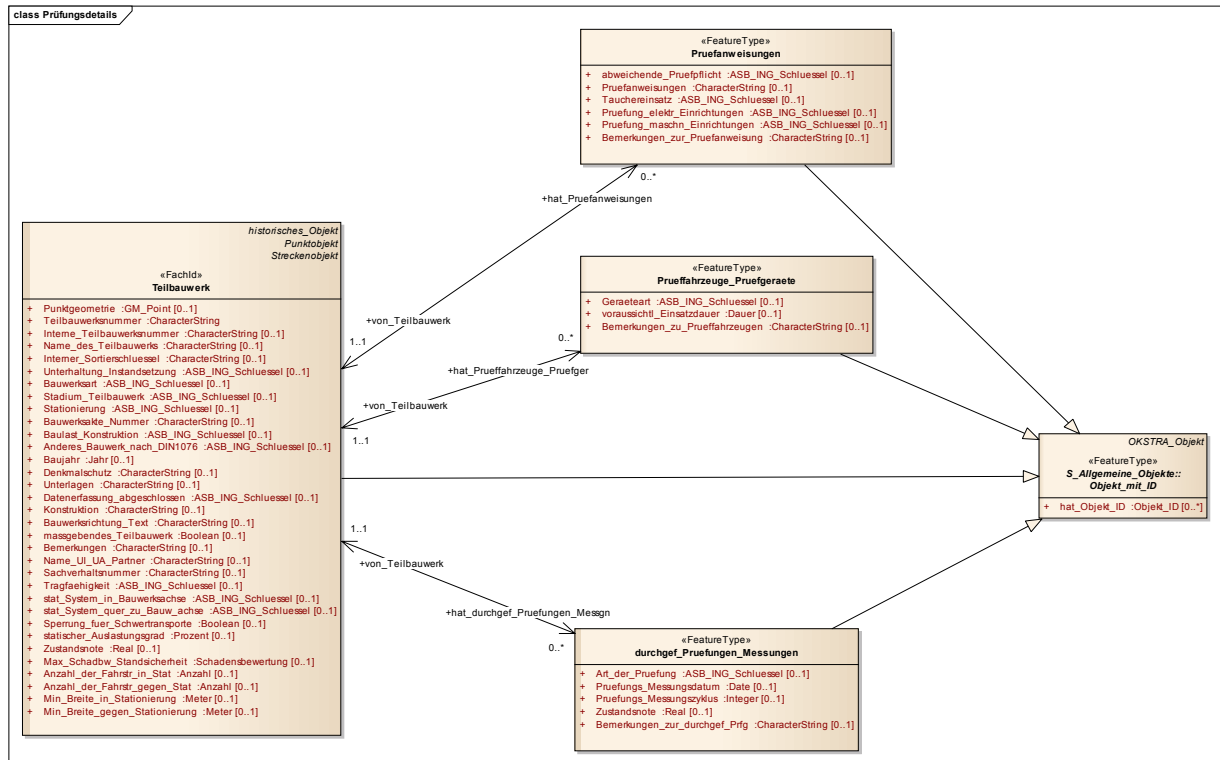 class Prüfungsdetails
«FeatureType»
Pruefanweisungen
+ abweichende_Pruefpflicht :ASB_ING_Schluessel [0..1]
+ Pruefanweisungen :CharacterString [0..1]
+ Tauchereinsatz :ASB_ING_Schluessel [0..1]
+ Pruefung_elektr_Einrichtungen :ASB_ING_Schluessel [0..1]
+ Pruefung_maschn_Einrichtungen :ASB_ING_Schluessel [0..1]
+ Bemerkungen_zur_Pruefanweisung :CharacterString [0..1]
0..*
+hat_Pruefanweisungen
historisches_Objekt
Punktobjekt
Streckenobjekt
«FachId»
Teilbauwerk
+ Punktgeometrie :GM_Point [0..1]
+ Teilbauwerksnummer :CharacterString
+ Interne_Teilbauwerksnummer :CharacterString [0..1]
+ Name_des_Teilbauwerks :CharacterString [0..1]
+ Interner_Sortierschluessel :CharacterString [0..1]
+ Unterhaltung_Instandsetzung :ASB_ING_Schluessel [0..1]
+ Bauwerksart :ASB_ING_Schluessel [0..1]
+ Stadium_Teilbauwerk :ASB_ING_Schluessel [0..1]
+ Stationierung :ASB_ING_Schluessel [0..1]
+ Bauwerksakte_Nummer :CharacterString [0..1]
+ Baulast_Konstruktion :ASB_ING_Schluessel [0..1]
+ Anderes_Bauwerk_nach_DIN1076 :ASB_ING_Schluessel [0..1]
+ Baujahr :Jahr [0..1]
+ Denkmalschutz :CharacterString [0..1]
+ Unterlagen :CharacterString [0..1]
+ Datenerfassung_abgeschlossen :ASB_ING_Schluessel [0..1]
+ Konstruktion :CharacterString [0..1]
+ Bauwerksrichtung_Text :CharacterString [0..1]
+ massgebendes_Teilbauwerk :Boolean [0..1]
+ Bemerkungen :CharacterString [0..1]
+ Name_UI_UA_Partner :CharacterString [0..1]
+ Sachverhaltsnummer :CharacterString [0..1]
+ Tragfaehigkeit :ASB_ING_Schluessel [0..1]
+ stat_System_in_Bauwerksachse :ASB_ING_Schluessel [0..1]
+ stat_System_quer_zu_Bauw_achse :ASB_ING_Schluessel [0..1]
+ Sperrung_fuer_Schwertransporte :Boolean [0..1]
+ statischer_Auslastungsgrad :Prozent [0..1]
+ Zustandsnote :Real [0..1]
+ Max_Schadbw_Standsicherheit :Schadensbewertung [0..1]
+ Anzahl_der_Fahrstr_in_Stat :Anzahl [0..1]
+ Anzahl_der_Fahrstr_gegen_Stat :Anzahl [0..1]
+ Min_Breite_in_Stationierung :Meter [0..1]
+ Min_Breite_gegen_Stationierung :Meter [0..1]
+von_Teilbauwerk
1..1
«FeatureType»
Prueffahrzeuge_Pruefgeraete
+ Geraeteart :ASB_ING_Schluessel [0..1]
+ voraussichtl_Einsatzdauer :Dauer [0..1]
+ Bemerkungen_zu_Prueffahrzeugen :CharacterString [0..1]
0..*
+hat_Prueffahrzeuge_Pruefger
+von_Teilbauwerk
1..1
OKSTRA_Objekt
«FeatureType»
S_Allgemeine_Objekte::
Objekt_mit_ID
+ hat_Objekt_ID :Objekt_ID [0..*]
1..1
+von_Teilbauwerk
+hat_durchgef_Pruefungen_Messgn
0..*
«FeatureType»
durchgef_Pruefungen_Messungen
+ Art_der_Pruefung :ASB_ING_Schluessel [0..1]
+ Pruefungs_Messungsdatum :Date [0..1]
+ Pruefungs_Messungszyklus :Integer [0..1]
+ Zustandsnote :Real [0..1]
+ Bemerkungen_zur_durchgef_Prfg :CharacterString [0..1]